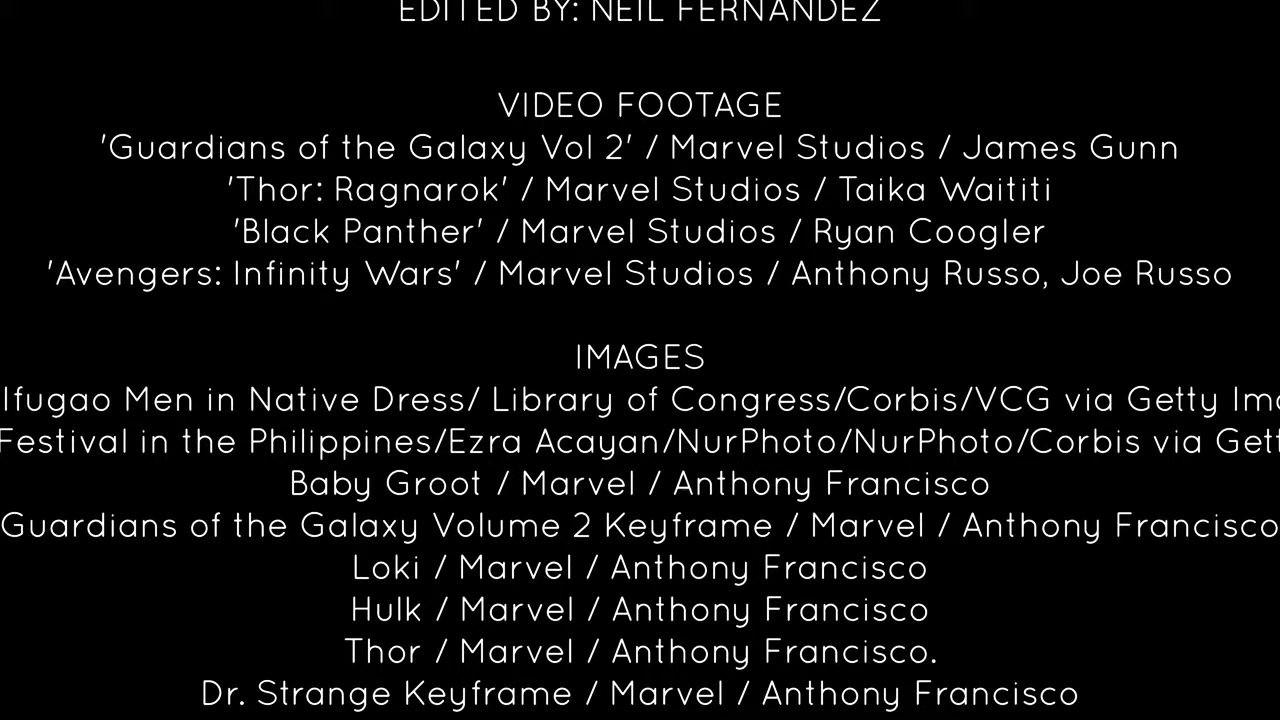 EDITED BY: NEIL FERNANDEZ
VIDEO FOOTAGE
'Guardians of the Galaxy Vol 2' / Marvel Studios / James Gunn
'Thor: Ragnarok' / Marvel Studios / Taika Waititi
'Black Panther' / Marvel Studios / Ryan Coogler
'Avengers: Infinity Wars' / Marvel Studios / Anthony Russo, Joe Russo
IMAGES
Ifugao Men in Native Dress/ Library of Congress/Corbis/VCG via Getty
Festival in the Philippines/Ezra Acayan/NurPhoto/NurPhoto/Corbis via
Baby Groot / Marvel / Anthony Francisco
Guardians of the Galaxy Volume 2 Keyframe / Marvel / Anthony Francisco
Loki / Marvel / Anthony Francisco
Hulk / Marvel / Anthony Francisco
Thor / Marvel / Anthony Francisco.
Dr. Strange Keyframe / Marvel / Anthony Francisco